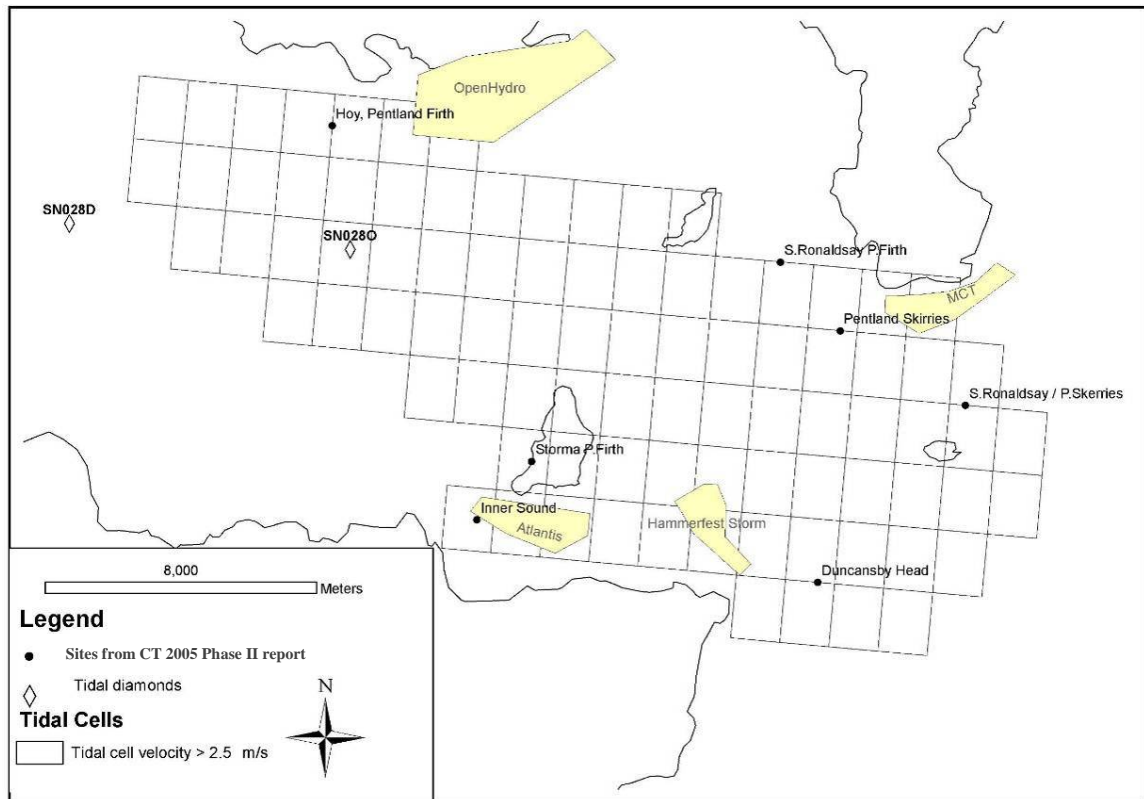 OpenHydro
Hoy, Pentland Firth
SN028D
SN028O
S.Ronaldsay P.Firth
MCT
Pentland Skirries
S.Ronaldsay / P.Skerries
Storma P.Firth
Inner Sound
Atlantis
Hammerfest Storm
Duncansby Head
8,000
Meters
Legend
Sites from CT 2005 Phase II report
Tidal diamonds
N
Tidal Cells
Tidal cell velocity > 2.5 m/s